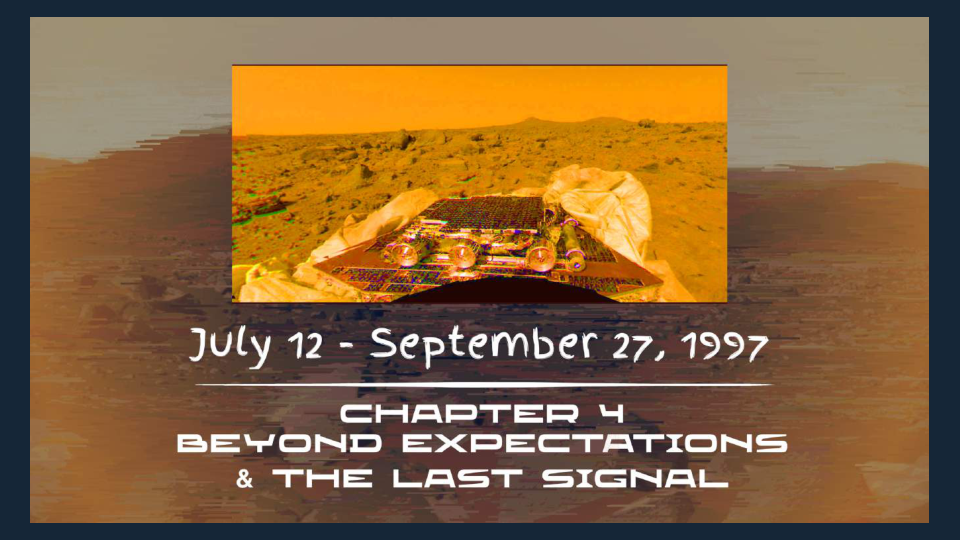 July 12 - September 27, 1997
CHAPTER 4
BEYOND EXPECTATIONS
& THE LAST SIGNAL